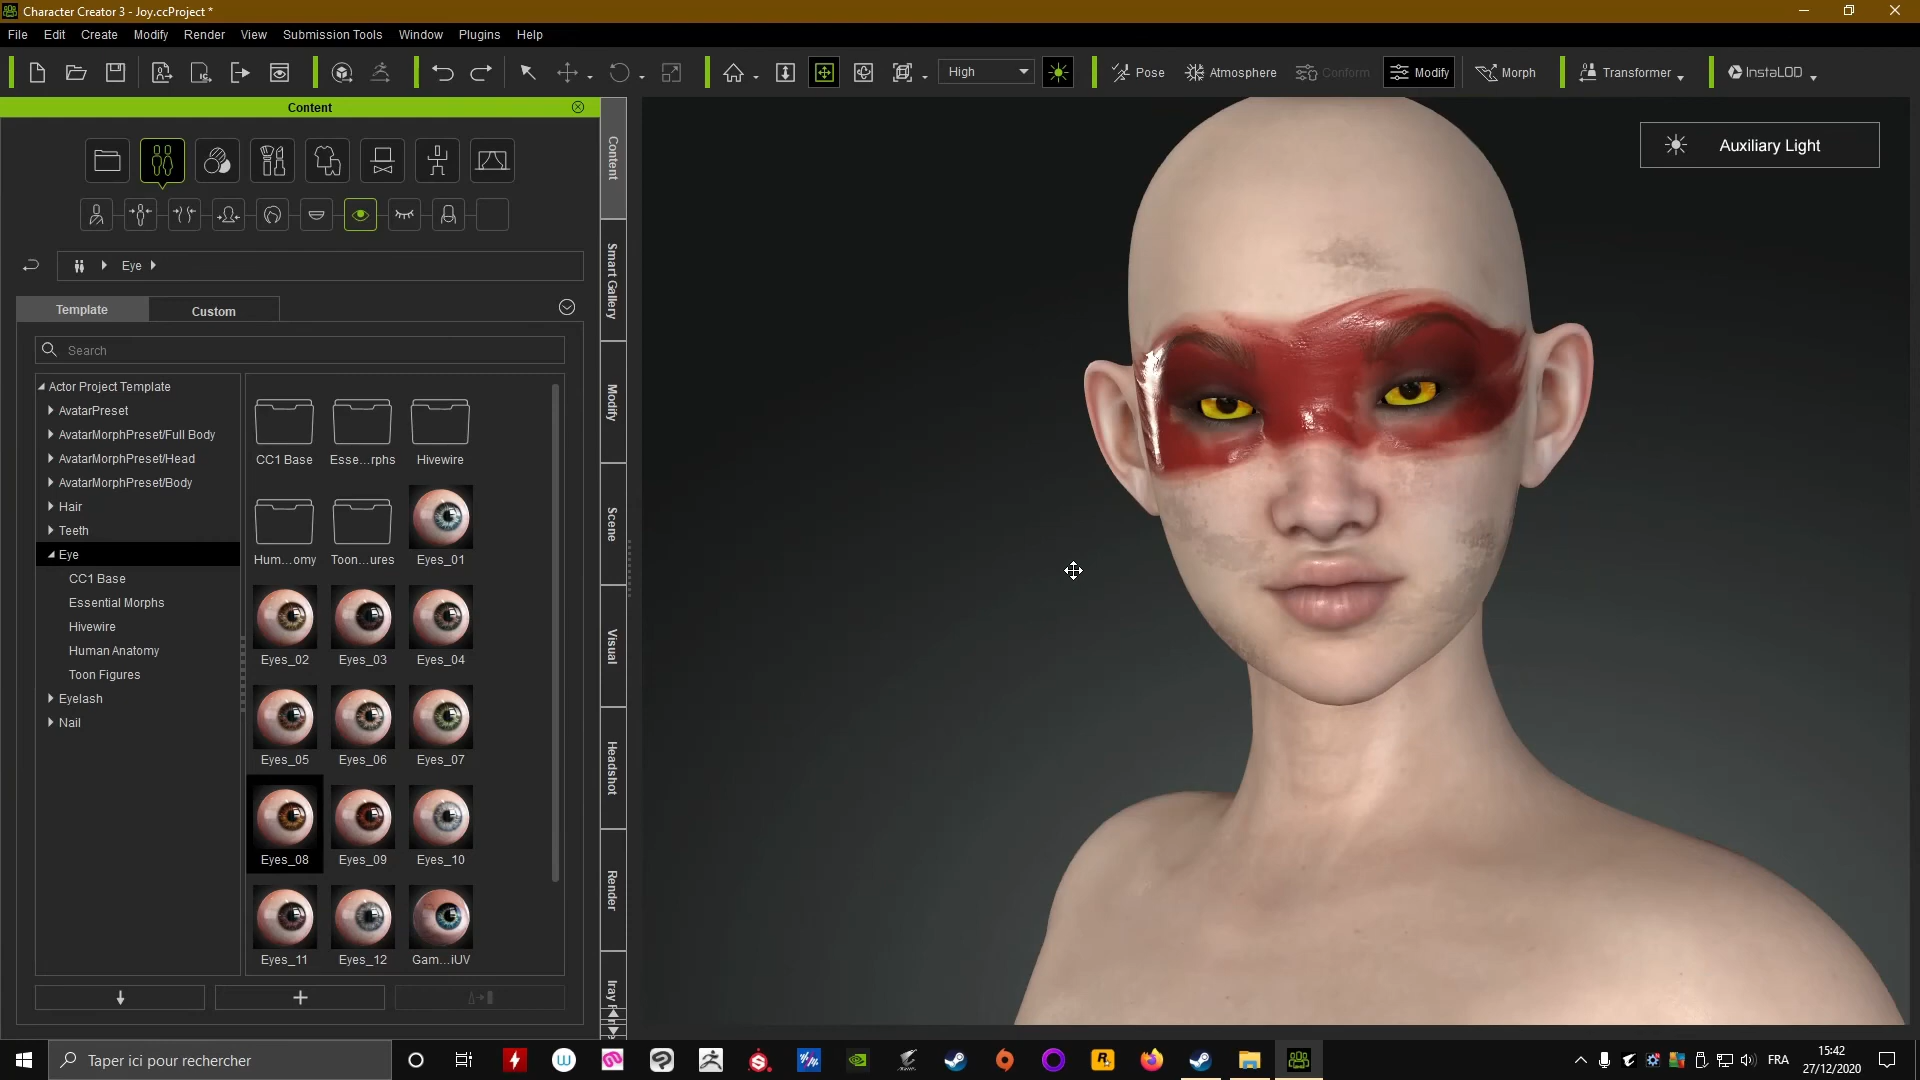 Character Creator 3 - Joy.ccProject *
File Edit Create Modify Render View Submission Tools Window Plugins Help
High
Pose
Atmosphere
Conform
Modify
Morph
Transformer
InstaLOD
Content
Auxiliary Light
Eye
Template
Custom
Search
Actor Project Template
AvatarPreset
AvatarMorphPreset/Full Body
AvatarMorphPreset/Head
AvatarMorphPreset/Body
Hair
Teeth
Eye
CC1 Base
Essential Morphs
Hivewire
Human Anatomy
Toon Figures
Eyelash
Nail
CC1 Base
Esse...rphs
Hivewire
Hum...omy
Toon...ures
Eyes_01
Eyes_02
Eyes_03
Eyes_04
Eyes_05
Eyes_06
Eyes_07
Eyes_08
Eyes_09
Eyes_10
Eyes_11
Eyes_12
Gam...iUV
Content
Smart Gallery
Modify
Scene
Visual
Headshot
Render
Iray
Taper ici pour rechercher
FRA
15:42
27/12/2020